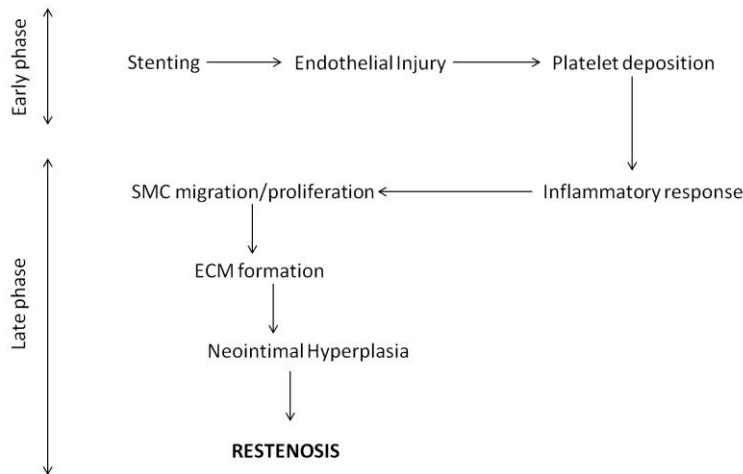 Early phase
Stenting
Endothelial Injury
Platelet deposition
Late phase
SMC migration/proliferation
Inflammatory response
ECM formation
Neointimal Hyperplasia
RESTENOSIS